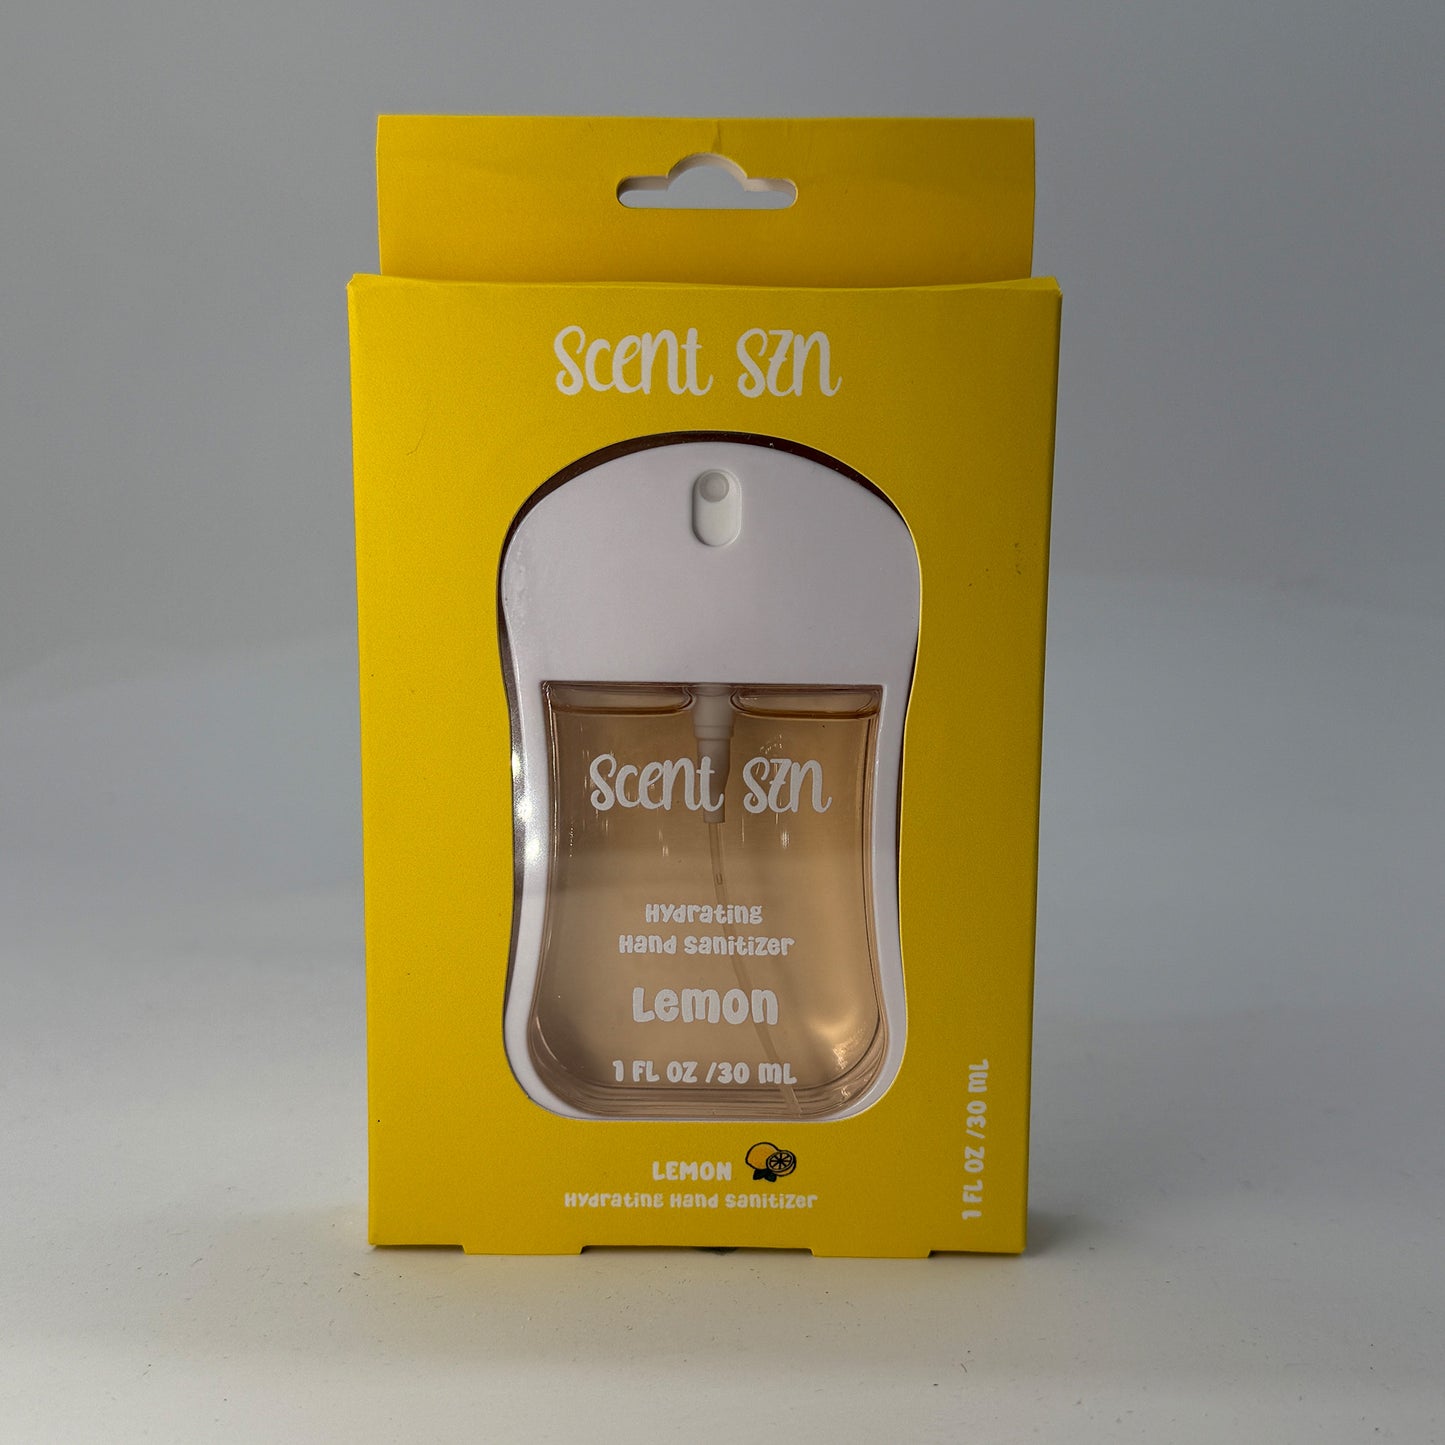 Scent Szn
Scent Szn
Hydrating
Hand Sanitizer
Lemon
1 FL OZ /30 mL
LEMON
Hydrating Hand Sanitizer
1 FL OZ /30 mL